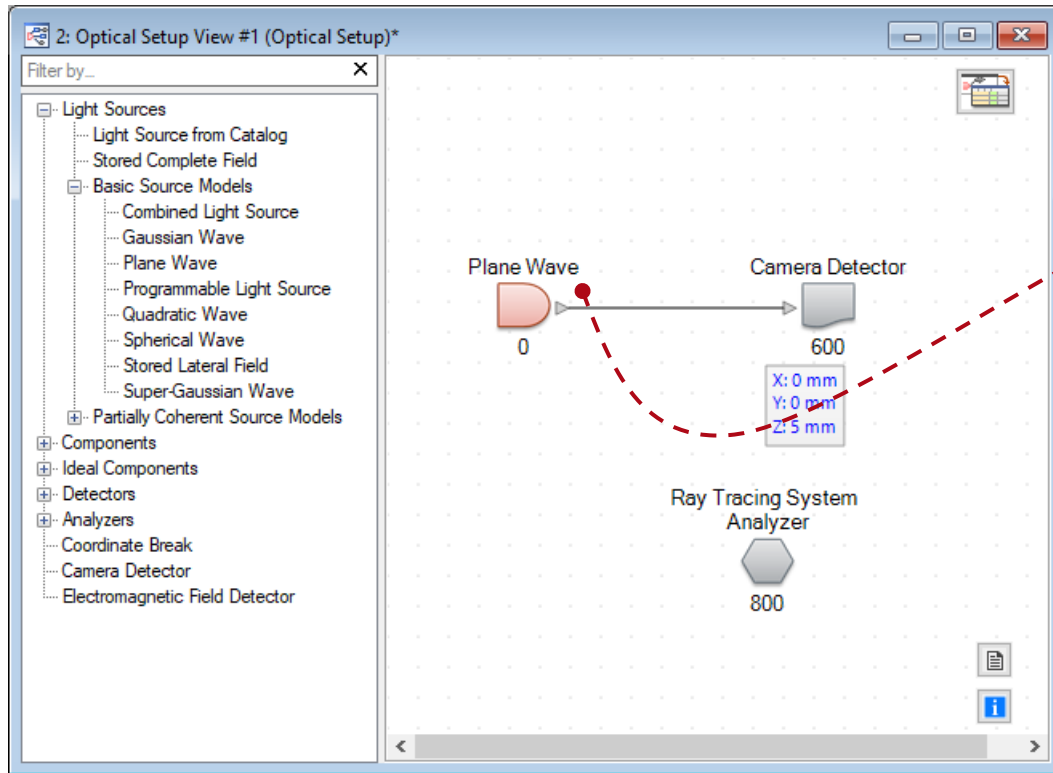 2: Optical Setup View #1 (Optical Setup)*
Filter by...
Light Sources
Light Source from Catalog
Stored Complete Field
Basic Source Models
Combined Light Source
Gaussian Wave
Plane Wave
Programmable Light Source
Quadratic Wave
Spherical Wave
Stored Lateral Field
Super-Gaussian Wave
Partially Coherent Source Models
Components
Ideal Components
Detectors
Analyzers
Coordinate Break
Camera Detector
Electromagnetic Field Detector
Plane Wave
0
Camera Detector
600
X: 0 mm
Y: 0 mm
Z: 5 mm
Ray Tracing System
Analyzer
800